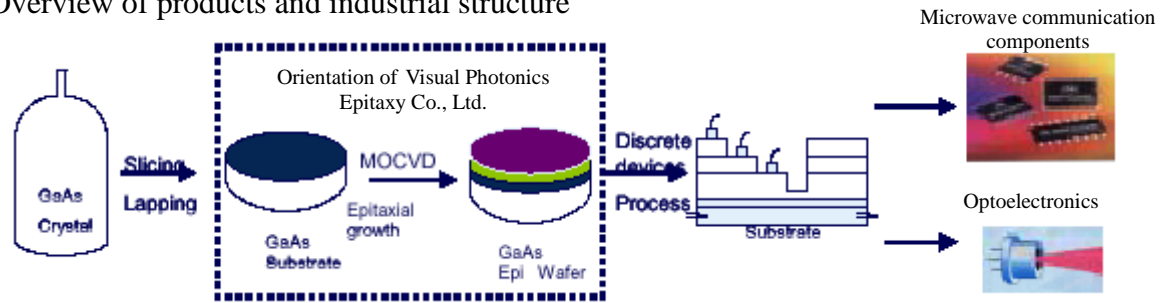 Overview of products and industrial structure
Microwave communication
components
Orientation of Visual Photonics
Epitaxy Co., Ltd.
Slicing
Lapping
GaAs
Crystal
MOCVD
Epitaxial
growth
GaAs
Substrate
GaAs
Epi Wafer
Discrete
devices
Process
Substrate
Optoelectronics